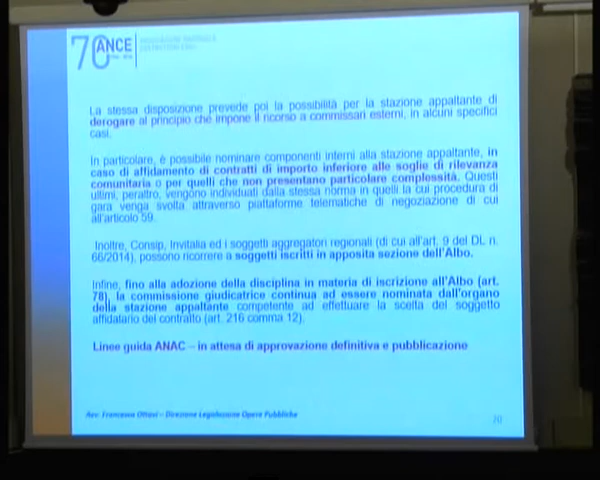 70 ANCE
La stessa disposizione prevede poi la possibilità per la stazione appaltante di
derogare al principio che impone il ricorso a commissari esterni, in alcuni specifici
casi.
In particolare, è possibile nominare componenti interni alla stazione appaltante, in
caso di affidamento di contratti di importo inferiore alle soglie di rilevanza
comunitaria o per quelli che non presentano particolare complessità. Questi
ultimi, peraltro, vengono individuati dalla stessa norma in quelli la cui procedura di
gara venga svolta attraverso piattaforme telematiche di negoziazione di cui
all'articolo 59.
Inoltre, Consip, Invitalia ed i soggetti aggregatori regionali (di cui all'art. 9 del DL n.
66/2014), possono ricorrere a soggetti iscritti in apposita sezione dell'Albo.
Infine, fino alla adozione della disciplina in materia di iscrizione all'Albo (art.
78), la commissione giudicatrice continua ad essere nominata dall'organo
della stazione appaltante competente ad effettuare la scelta del soggetto
affidatario del contratto (art. 216 comma 12).
Linee guida ANAC – in attesa di approvazione definitiva e pubblicazione
Avv. Francesca Ottavi – Direzione Legislazione Opere Pubbliche
20